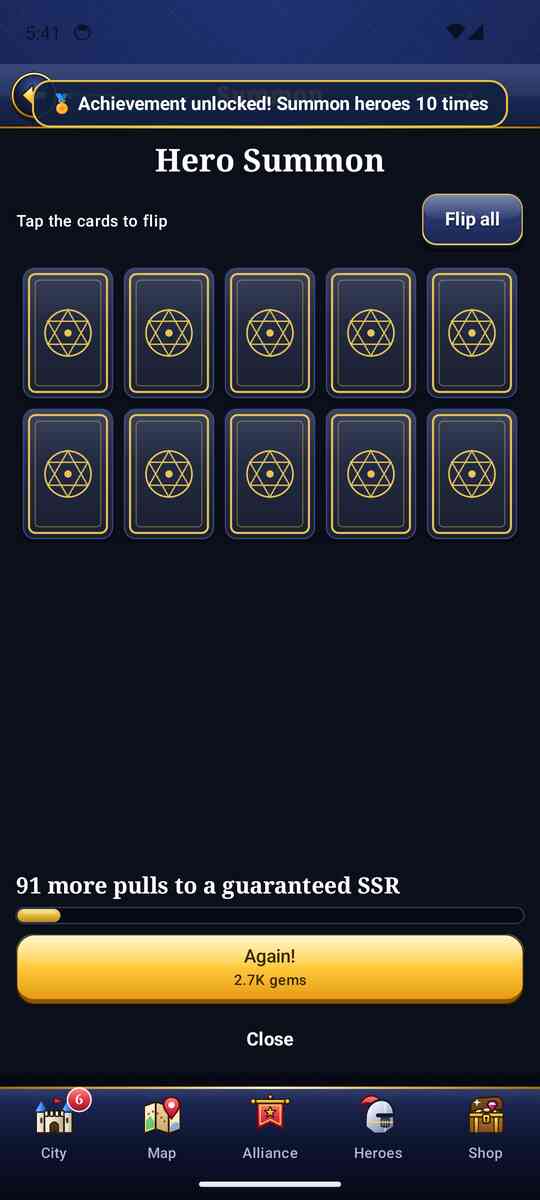 5:41
🏅 Achievement unlocked! Summon heroes 10 times
Hero Summon
Tap the cards to flip
Flip all
91 more pulls to a guaranteed SSR
Again!
2.7K gems
Close
6
City
Map
Alliance
Heroes
Shop